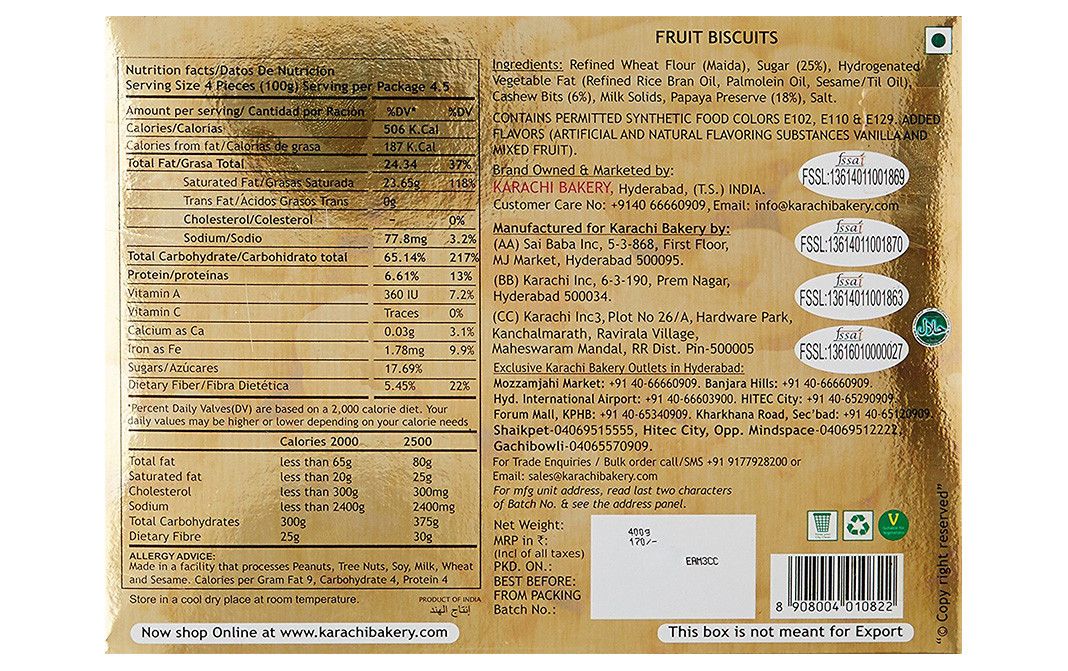 FRUIT BISCUITS
Nutrition facts/Datos De Nutrición
Serving Size 4 Pieces (100g) Serving per Package 4.5
Amount per serving/ Cantidad por Ración %DV* %DV
Calories/Calorías 506 K.Cal
Calories from fat/Calorías de grasa 187 K.Cal
Total Fat/Grasa Total 24.34 37%
Saturated Fat/Grasas Saturada 23.65g 118%
Trans Fat/Acidos Grasos Trans 0g
Cholesterol/Colesterol – 0%
Sodium/Sodio 77.8mg 3.2%
Total Carbohydrate/Carbohidrato total 65.14% 217%
Protein/proteínas 6.61% 13%
Vitamin A 360 IU 7.2%
Vitamin C Traces 0%
Calcium as Ca 0.03g 3.1%
Iron as Fe 1.78mg 9.9%
Sugars/Azúcares 17.69%
Dietary Fiber/Fibra Dietética 5.45% 22%
*Percent Daily Valves(DV) are based on a 2,000 calorie diet. Your
daily values may be higher or lower depending on your calorie needs
Calories 2000 2500
Total fat less than 65g 80g
Saturated fat less than 20g 25g
Cholesterol less than 300g 300mg
Sodium less than 2400g 2400mg
Total Carbohydrates 300g 375g
Dietary Fibre 25g 30g
ALLERGY ADVICE:
Made in a facility that processes Peanuts, Tree Nuts, Soy, Milk, Wheat
and Sesame. Calories per Gram Fat 9, Carbohydrate 4, Protein 4
Store in a cool dry place at room temperature.
PRODUCT OF INDIA
إنتاج الهند
Now shop Online at www.karachibakery.com
Ingredients: Refined Wheat Flour (Maida), Sugar (25%), Hydrogenated
Vegetable Fat (Refined Rice Bran Oil, Palmolein Oil, Sesame/Til Oil),
Cashew Bits (6%), Milk Solids, Papaya Preserve (18%), Salt.
CONTAINS PERMITTED SYNTHETIC FOOD COLORS E102, E110 & E129. ADDED
FLAVORS (ARTIFICIAL AND NATURAL FLAVORING SUBSTANCES VANILLA AND
MIXED FRUIT).
Brand Owned & Marketed by:
KARACHI BAKERY, Hyderabad, (T.S.) INDIA.
Customer Care No: +9140 66660909, Email: info@karachibakery.com
fssai
FSSL:13614011001869
Manufactured for Karachi Bakery by:
(AA) Sai Baba Inc, 5-3-868, First Floor,
MJ Market, Hyderabad 500095.
fssai
FSSL:13614011001870
(BB) Karachi Inc, 6-3-190, Prem Nagar,
Hyderabad 500034.
fssai
FSSL:13614011001863
(CC) Karachi Inc3, Plot No 26/A, Hardware Park,
Kanchalmarath, Ravirala Village,
Maheswaram Mandal, RR Dist. Pin-500005
fssai
FSSL:13616010000027
حلال
Exclusive Karachi Bakery Outlets in Hyderabad:
Mozzamjahi Market: +91 40-66660909. Banjara Hills: +91 40-66660909.
Hyd. International Airport: +91 40-66603900. HITEC City: +91 40-65290909.
Forum Mall, KPHB: +91 40-65340909. Kharkhana Road, Sec'bad: +91 40-65120909.
Shaikpet-04069515555, Hitec City, Opp. Mindspace-04069512222.
Gachibowli-04065570909.
For Trade Enquiries / Bulk order call/SMS +91 9177928200 or
Email: sales@karachibakery.com
For mfg unit address, read last two characters
of Batch No. & see the address panel.
Net Weight: 400g
MRP in ₹: 170/-
(Incl of all taxes)
PKD. ON.: EAM3CC
BEST BEFORE:
FROM PACKING
Batch No.:
V
8 908004 010822
This box is not meant for Export
"© Copy right reserved"